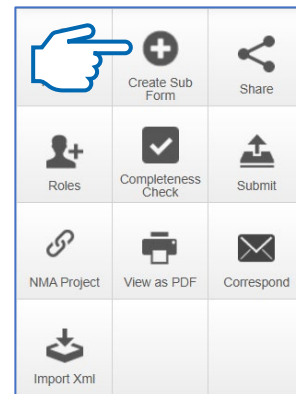 Create Sub
Form
Share
Roles
Completeness
Check
Submit
NMA Project
View as PDF
Correspond
Import Xml